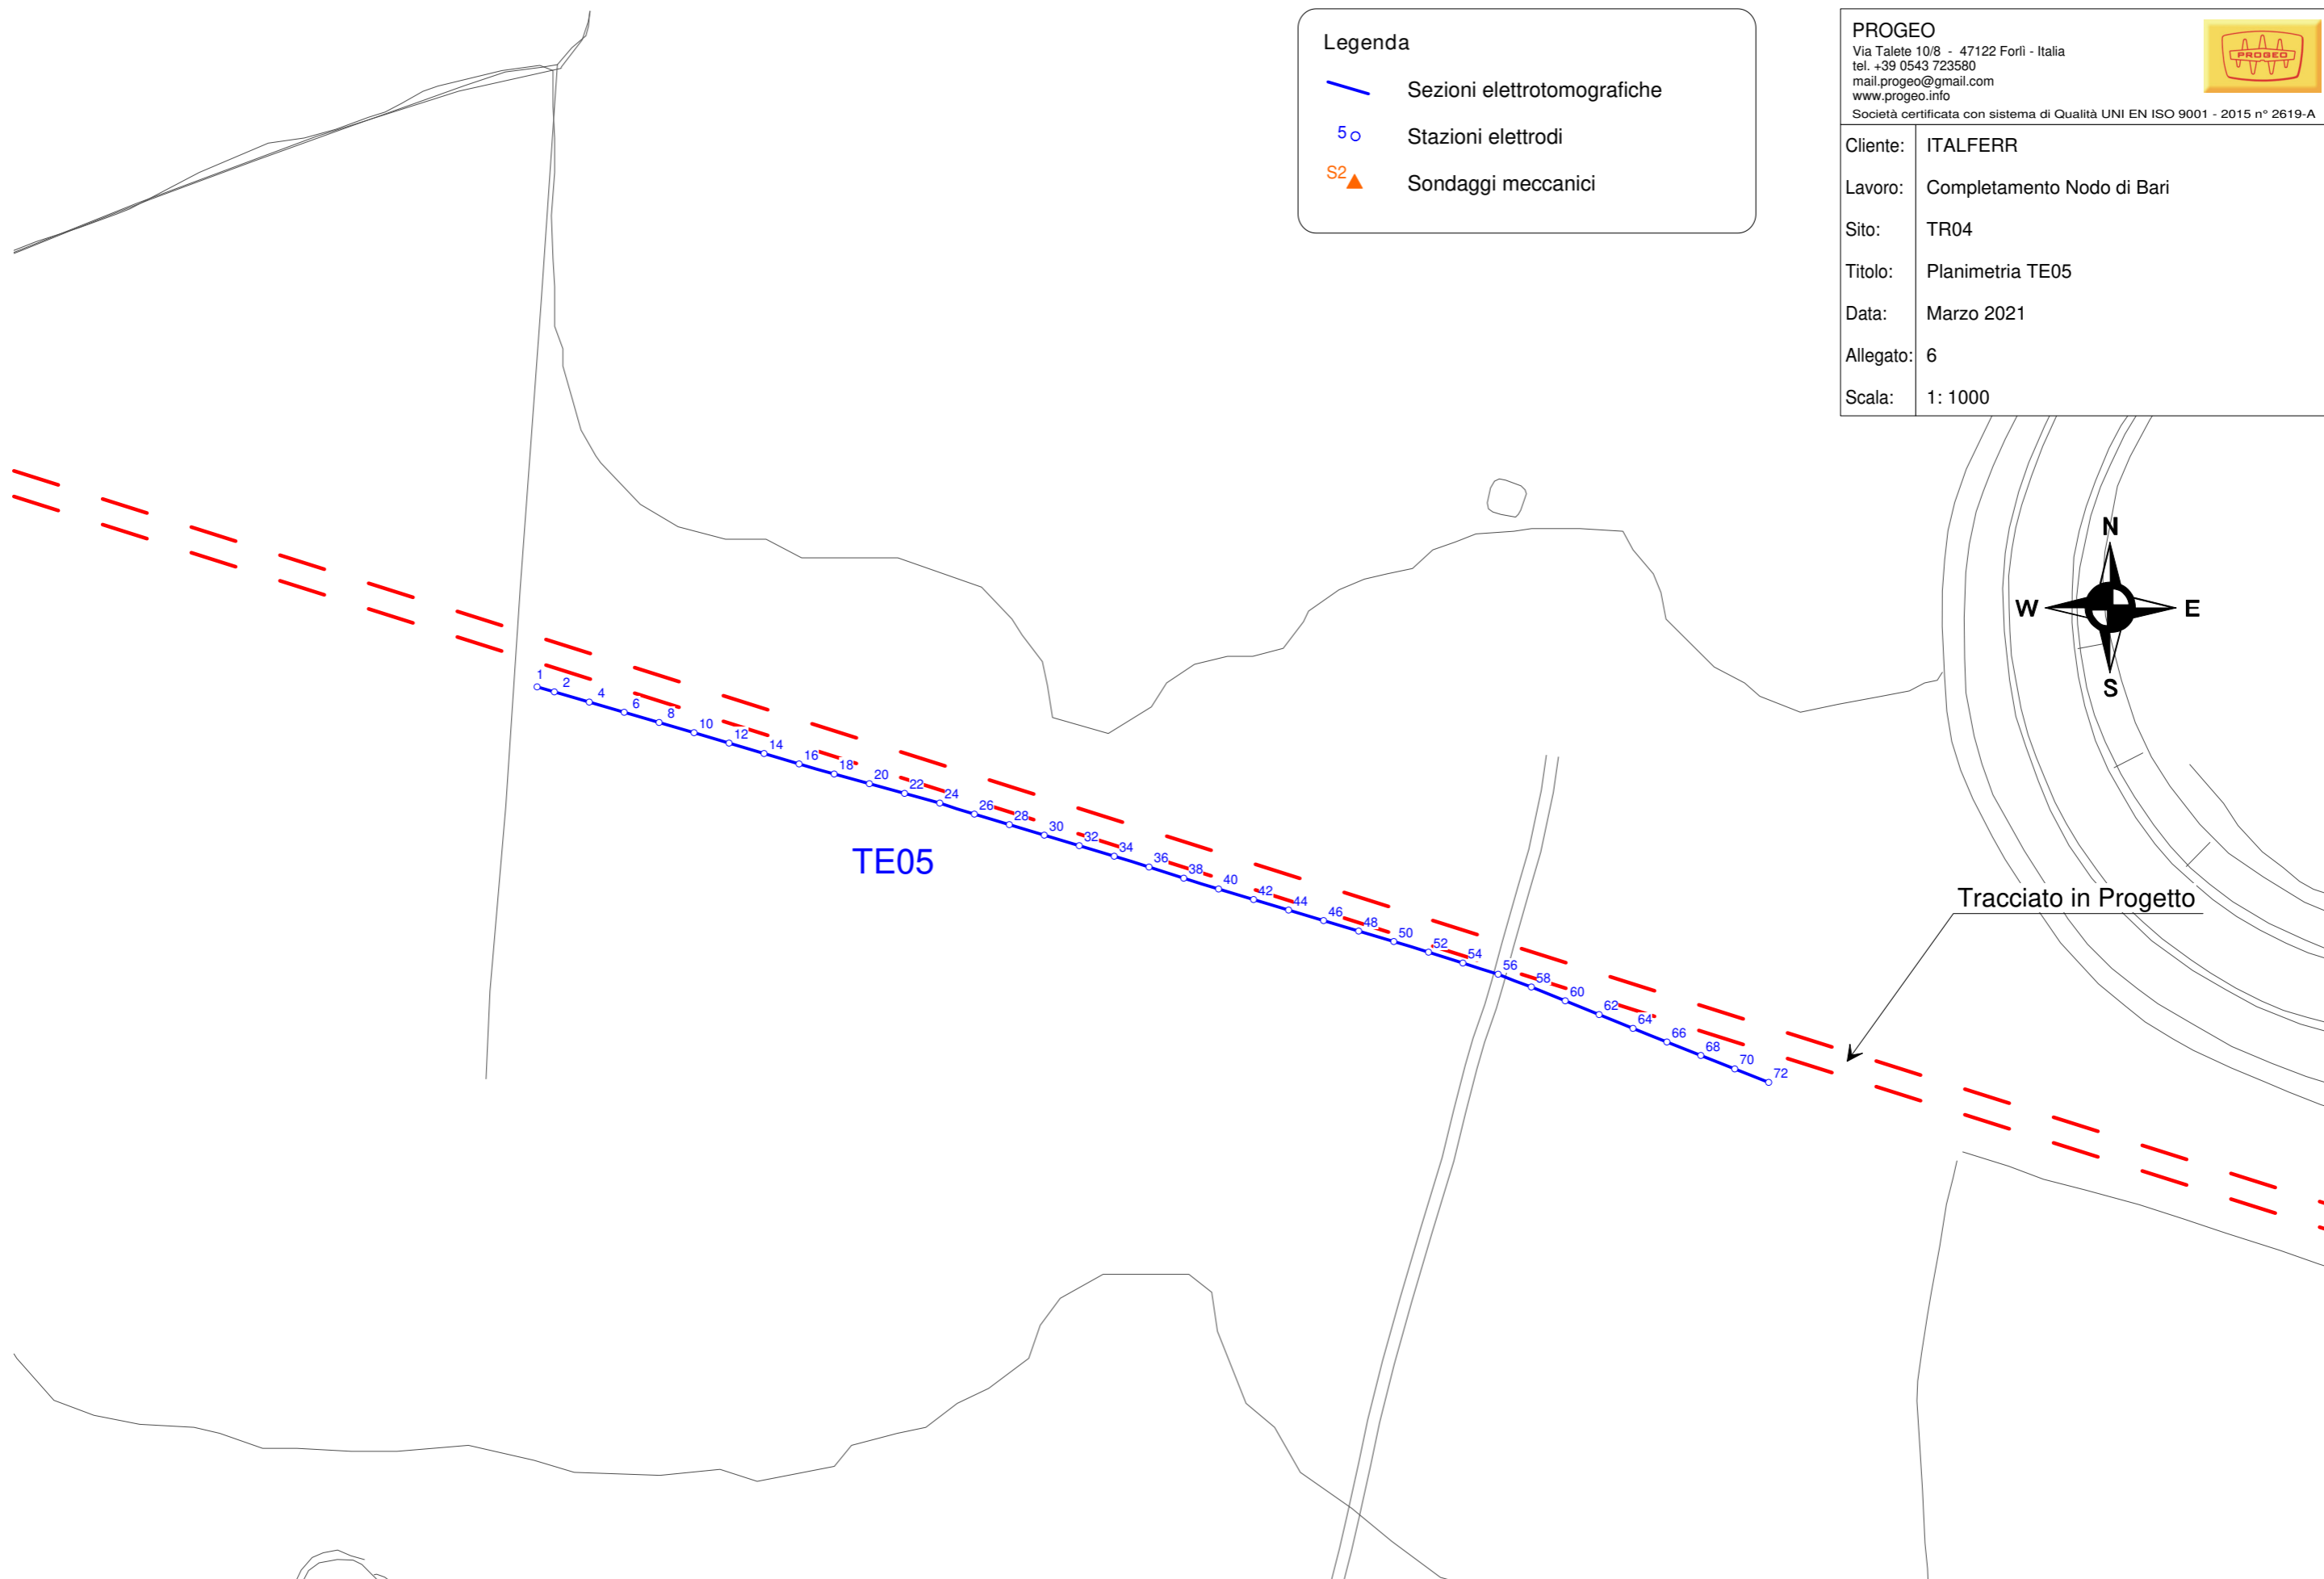 Legenda
Sezioni elettrotomografiche
5
Stazioni elettrodi
S2
Sondaggi meccanici
PROGEO
Via Talete 10/8 - 47122 Forlì - Italia
tel. +39 0543 723580
mail.progeo@gmail.com
www.progeo.info
PROGEO
Società certificata con sistema di Qualità UNI EN ISO 9001 - 2015 n° 2619-A
Cliente: ITALFERR
Lavoro: Completamento Nodo di Bari
Sito: TR04
Titolo: Planimetria TE05
Data: Marzo 2021
Allegato: 6
Scala: 1: 1000
N
W
E
S
1
2
4
6
8
10
12
14
16
18
20
22
24
26
28
30
32
34
36
38
40
42
44
46
48
50
52
54
56
58
60
62
64
66
68
70
72
TE05
Tracciato in Progetto